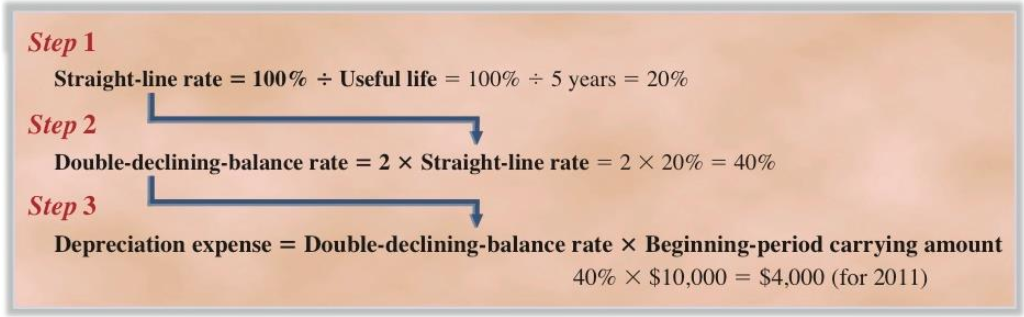 Step 1
Straight-line rate = 100% ÷ Useful life = 100% ÷ 5 years = 20%
Step 2
Double-declining-balance rate = 2 × Straight-line rate = 2 × 20% = 40%
Step 3
Depreciation expense = Double-declining-balance rate × Beginning-period carrying amount
40% × $10,000 = $4,000 (for 2011)